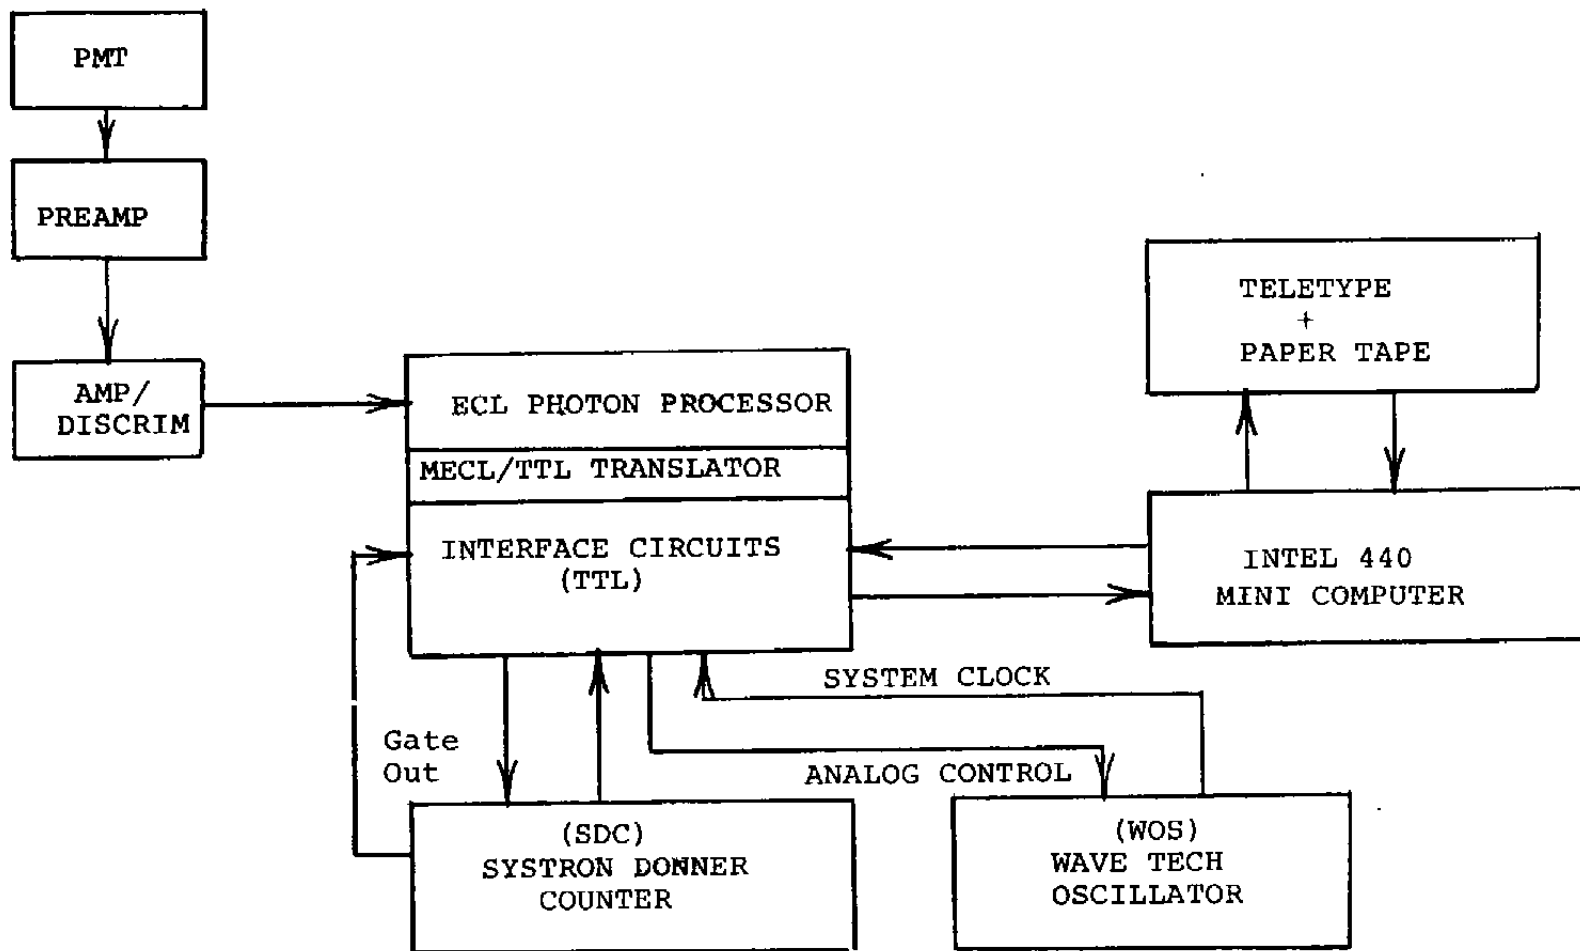 PMT
PREAMP
AMP/
DISCRIM
ECL PHOTON PROCESSOR
MECL/TTL TRANSLATOR
INTERFACE CIRCUITS
(TTL)
TELETYPE
+
PAPER TAPE
INTEL 440
MINI COMPUTER
SYSTEM CLOCK
Gate
Out
ANALOG CONTROL
(SDC)
SYSTRON DONNER
COUNTER
(WOS)
WAVE TECH
OSCILLATOR